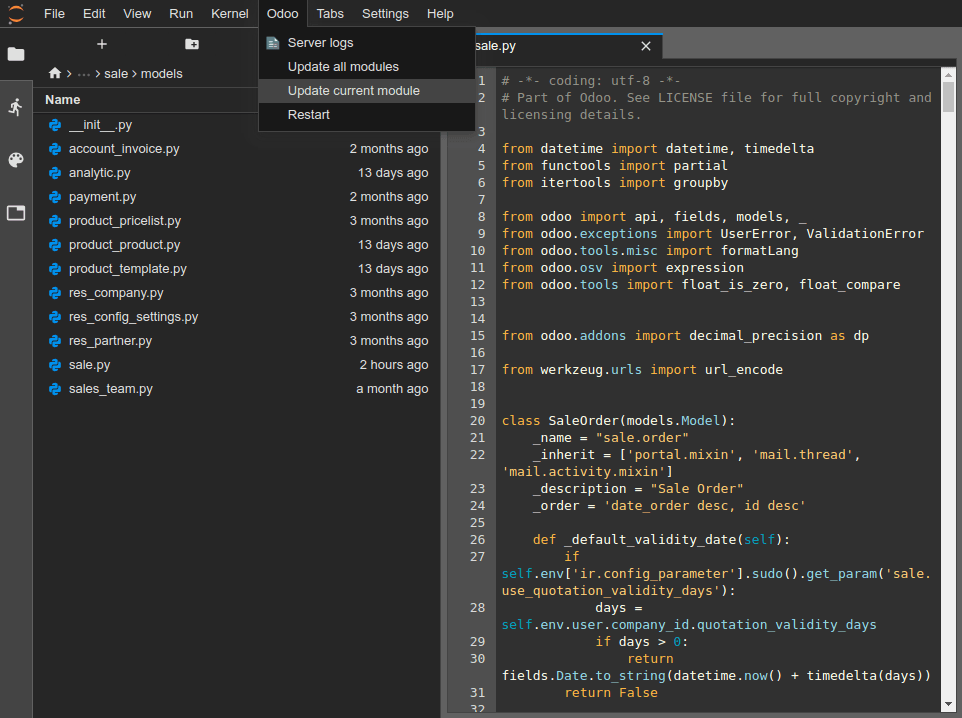 File Edit View Run Kernel Odoo Tabs Settings Help
Server logs
Update all modules
Update current module
Restart
··· > sale > models
Name
__init__.py
account_invoice.py 2 months ago
analytic.py 13 days ago
payment.py 2 months ago
product_pricelist.py 3 months ago
product_product.py 13 days ago
product_template.py 13 days ago
res_company.py 3 months ago
res_config_settings.py 3 months ago
res_partner.py 3 months ago
sale.py 2 hours ago
sales_team.py a month ago
sale.py
1 # -*- coding: utf-8 -*-
2 # Part of Odoo. See LICENSE file for full copyright and
licensing details.
3
4 from datetime import datetime, timedelta
5 from functools import partial
6 from itertools import groupby
7
8 from odoo import api, fields, models, _
9 from odoo.exceptions import UserError, ValidationError
10 from odoo.tools.misc import formatLang
11 from odoo.osv import expression
12 from odoo.tools import float_is_zero, float_compare
13
14
15 from odoo.addons import decimal_precision as dp
16
17 from werkzeug.urls import url_encode
18
19
20 class SaleOrder(models.Model):
21 _name = "sale.order"
22 _inherit = ['portal.mixin', 'mail.thread',
'mail.activity.mixin']
23 _description = "Sale Order"
24 _order = 'date_order desc, id desc'
25
26 def _default_validity_date(self):
27 if
self.env['ir.config_parameter'].sudo().get_param('sale.
use_quotation_validity_days'):
28 days =
self.env.user.company_id.quotation_validity_days
29 if days > 0:
30 return
fields.Date.to_string(datetime.now() + timedelta(days))
31 return False
32